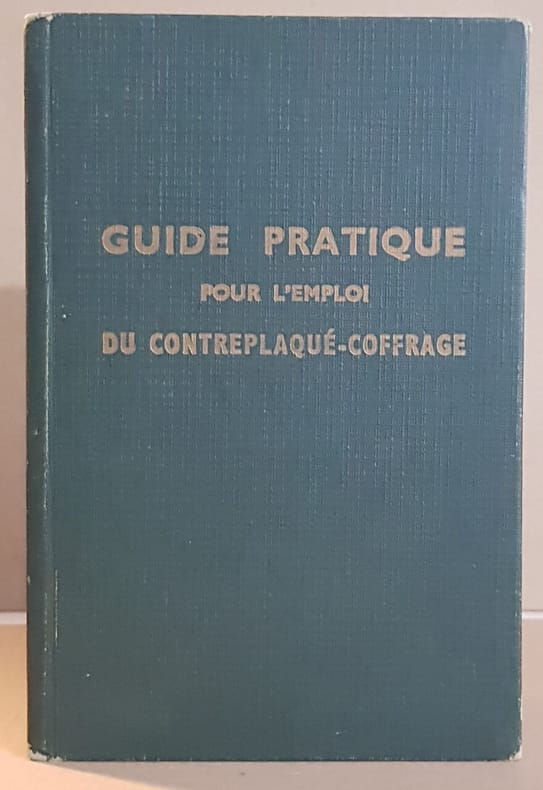 GUIDE PRATIQUE
POUR L'EMPLOI
DU CONTREPLAQUÉ-COFFRAGE